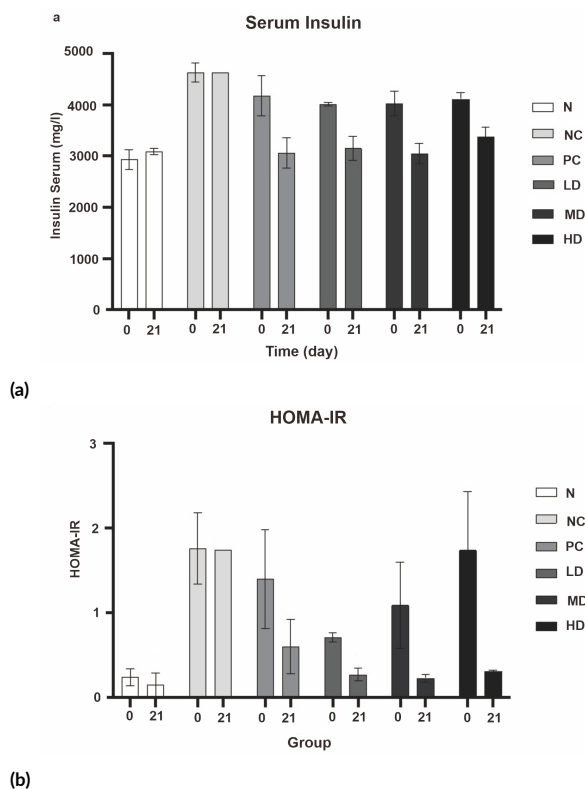 a
Serum Insulin
Insulin Serum (mg/l)
5000
4000
3000
2000
1000
0
0 21 0 21 0 21 0 21 0 21 0 21
Time (day)
N
NC
PC
LD
MD
HD
(a)
HOMA-IR
HOMA-IR
3
2
1
0
0 21 0 21 0 21 0 21 0 21 0 21
Group
N
NC
PC
LD
MD
HD
(b)